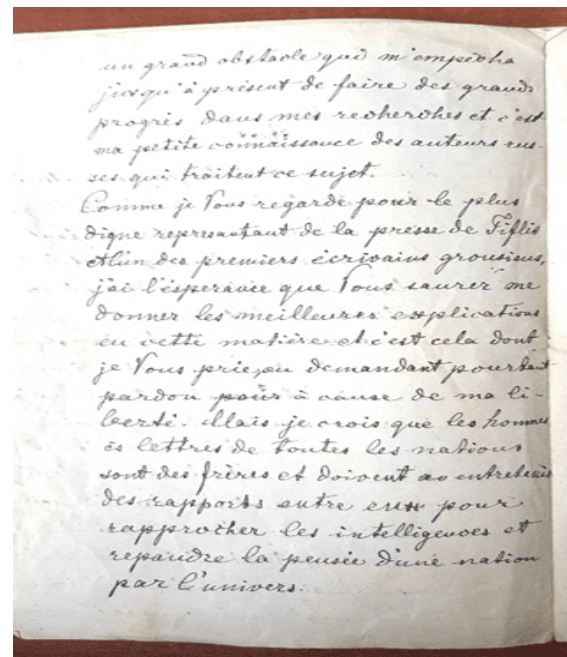 un grand obstacle qui m'empêcha
jusqu'à présent de faire des grands
progrès dans mes recherches et c'est
ma petite connaissance des auteurs rus-
ses qui traitent ce sujet.
Comme je Vous regarde pour le plus
digne representant de la presse de Tiflis
et l'un des premiers écrivains grousiens,
j'ai l'ésperance que Vous saurez me
donner les meilleures explications
en cette matière et c'est cela dont
je Vous prie, en demandant pourtant
pardon pour à cause de ma li-
berté. Mais je crois que les hommes
ès lettres de toutes les nations
sont des frères et doivent entretenir
des rapports entre eux pour
rapprocher les intelligences et
repandre la pensée d'une nation
par l'univers.